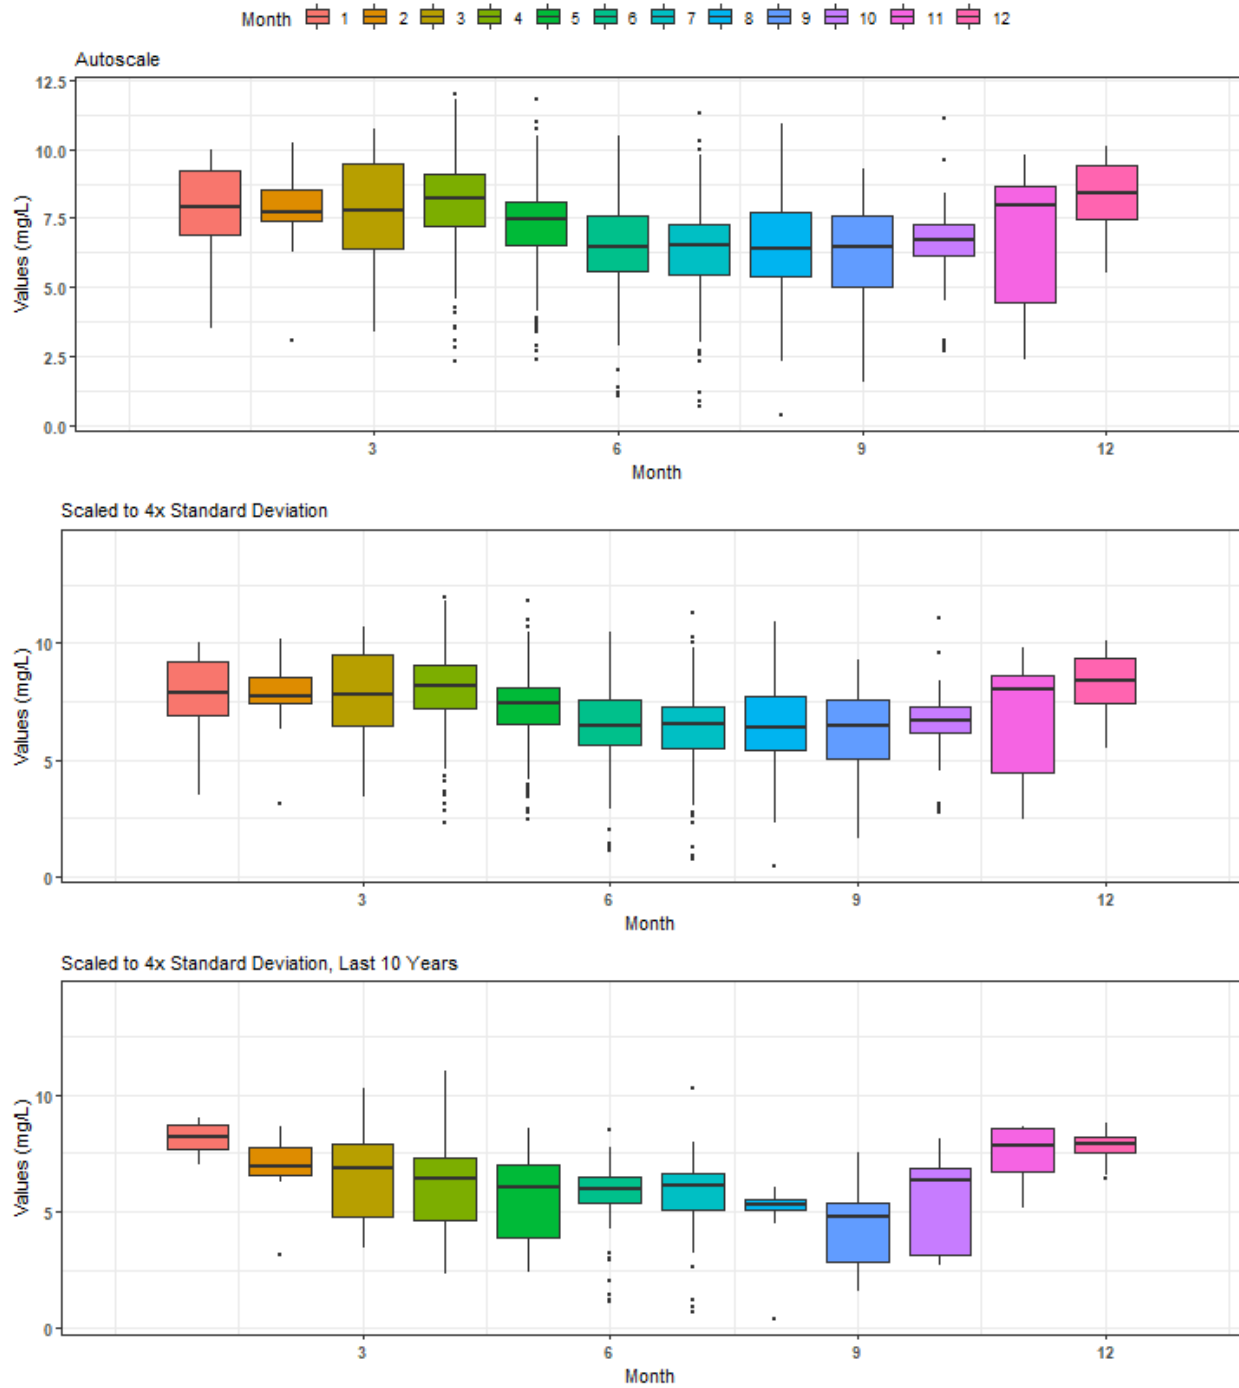 Month 1 2 3 4 5 6 7 8 9 10 11 12
Autoscale
Values (mg/L)
12.5
10.0
7.5
5.0
2.5
0.0
3 6 9 12
Month
Scaled to 4x Standard Deviation
Values (mg/L)
10
5
0
3 6 9 12
Month
Scaled to 4x Standard Deviation, Last 10 Years
Values (mg/L)
10
5
0
3 6 9 12
Month